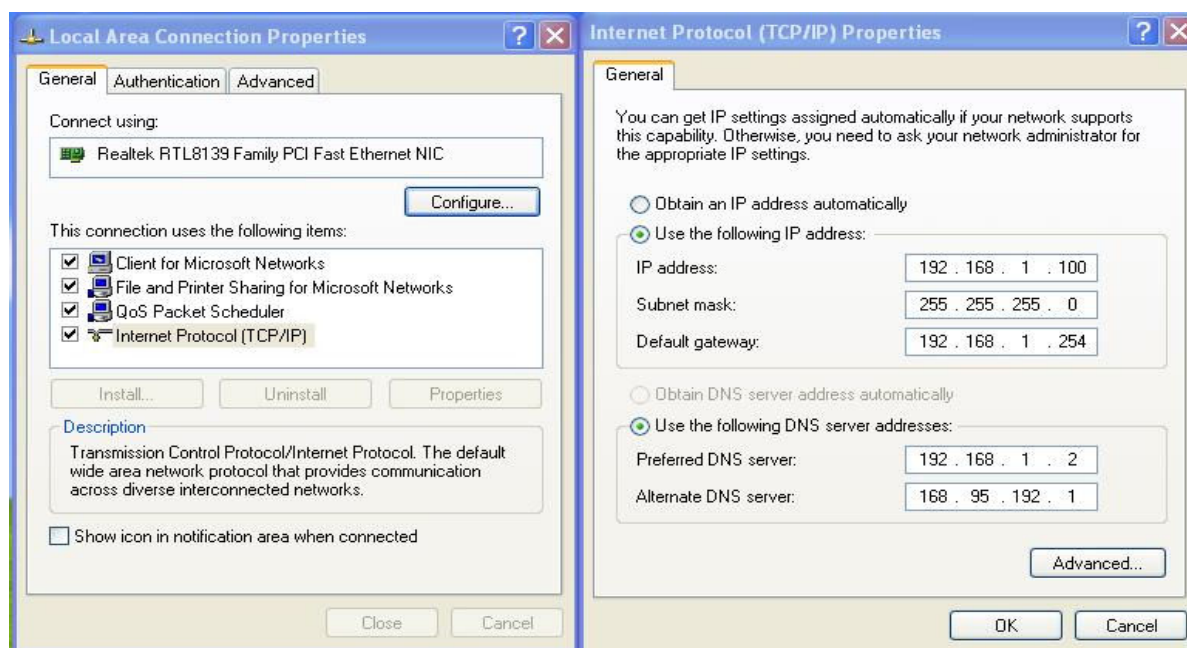 Local Area Connection Properties
General Authentication Advanced
Connect using:
Realtek RTL8139 Family PCI Fast Ethernet NIC
Configure...
This connection uses the following items:
Client for Microsoft Networks
File and Printer Sharing for Microsoft Networks
QoS Packet Scheduler
Internet Protocol (TCP/IP)
Install... Uninstall Properties
Description
Transmission Control Protocol/Internet Protocol. The default
wide area network protocol that provides communication
across diverse interconnected networks.
Show icon in notification area when connected
Close Cancel
Internet Protocol (TCP/IP) Properties
General
You can get IP settings assigned automatically if your network supports
this capability. Otherwise, you need to ask your network administrator for
the appropriate IP settings.
Obtain an IP address automatically
Use the following IP address:
IP address: 192 . 168 . 1 . 100
Subnet mask: 255 . 255 . 255 . 0
Default gateway: 192 . 168 . 1 . 254
Obtain DNS server address automatically
Use the following DNS server addresses:
Preferred DNS server: 192 . 168 . 1 . 2
Alternate DNS server: 168 . 95 . 192 . 1
Advanced...
OK Cancel